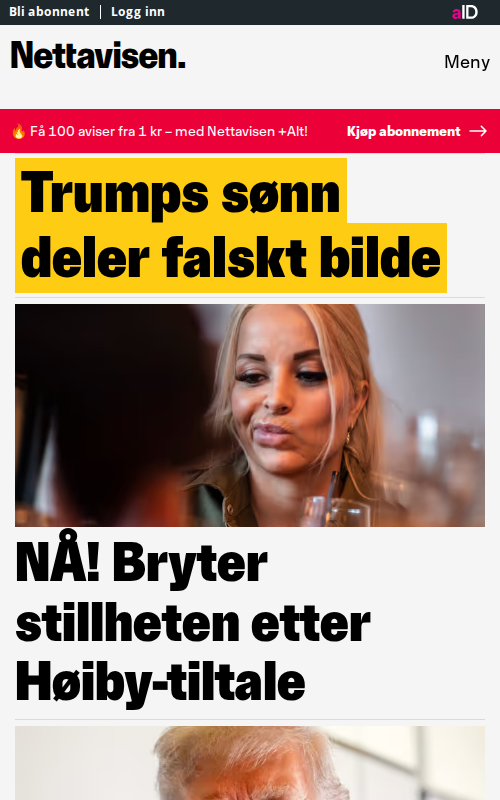 Bli abonnent
Logg inn
aID
Nettavisen.
Meny
🔥 Få 100 aviser fra 1 kr – med Nettavisen +Alt!
Kjøp abonnement →
Trumps sønn
deler falskt bilde
NÅ! Bryter
stillheten etter
Høiby-tiltale